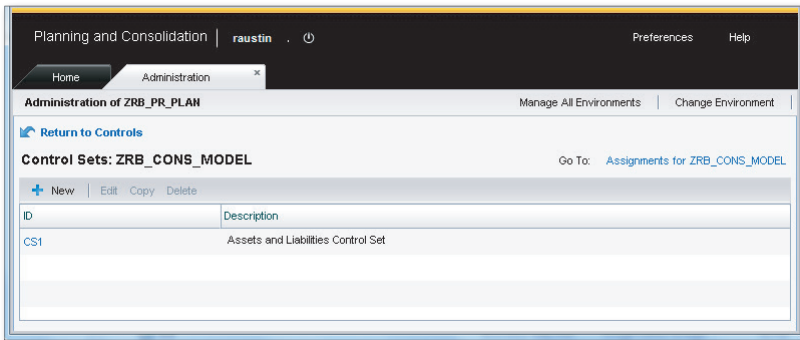 Planning and Consolidation | raustin . Preferences Help
Home Administration ×
Administration of ZRB_PR_PLAN Manage All Environments | Change Environment |
Return to Controls
Control Sets: ZRB_CONS_MODEL Go To: Assignments for ZRB_CONS_MODEL
New | Edit Copy Delete
ID Description
CS1 Assets and Liabilities Control Set